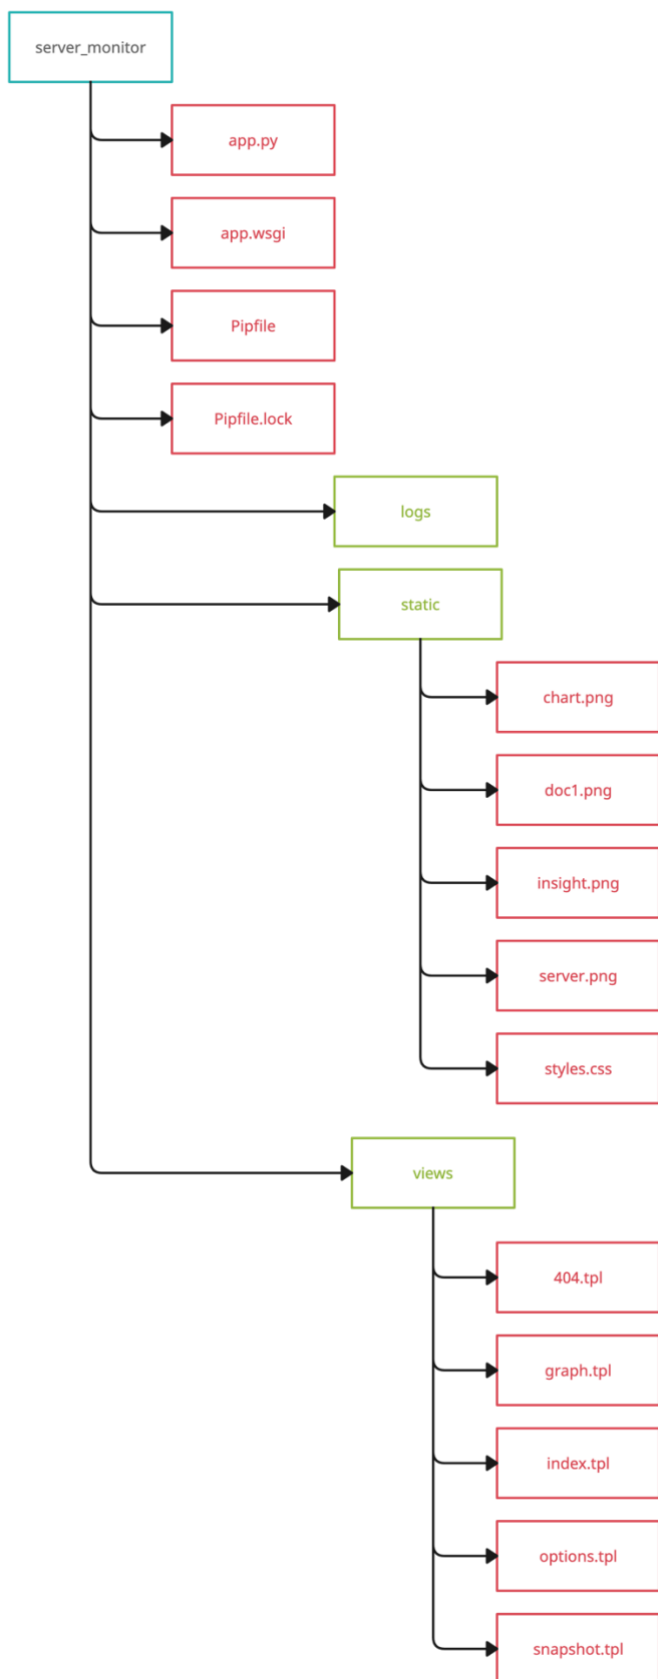 server_monitor
app.py
app.wsgi
Pipfile
Pipfile.lock
logs
static
chart.png
doc1.png
insight.png
server.png
styles.css
views
404.tpl
graph.tpl
index.tpl
options.tpl
snapshot.tpl